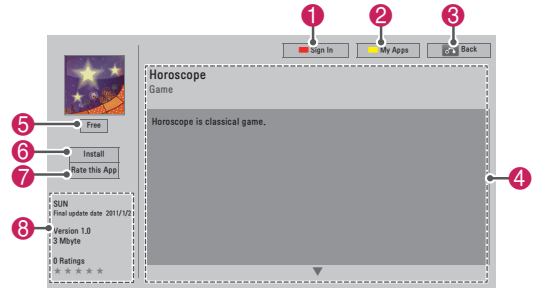 1 2 3
Sign In My Apps Back
Horoscope
Game
Horoscope is classical game.
4
5 Free
6 Install
7 Rate this App
8
SUN
Final update date 2011/1/2
Version 1.0
3 Mbyte
0 Ratings